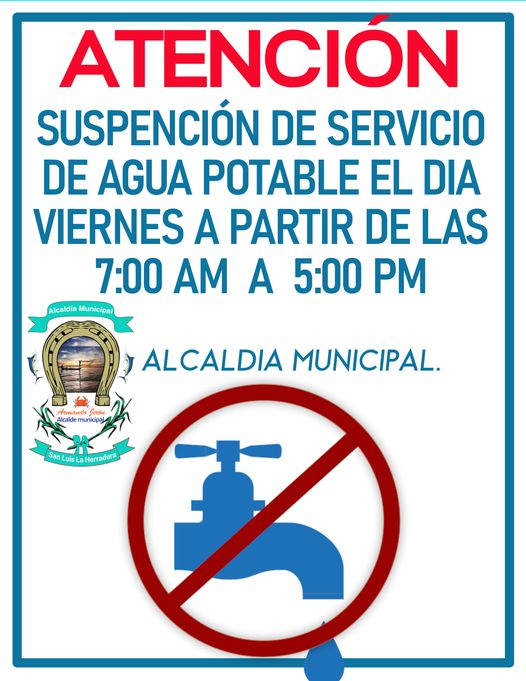 ATENCIÓN
SUSPENCIÓN DE SERVICIO
DE AGUA POTABLE EL DIA
VIERNES A PARTIR DE LAS
7:00 AM A 5:00 PM
Alcaldía Municipal
ALCALDIA MUNICIPAL.
Armando Jirón
Alcalde municipal
San Luis La Herradura